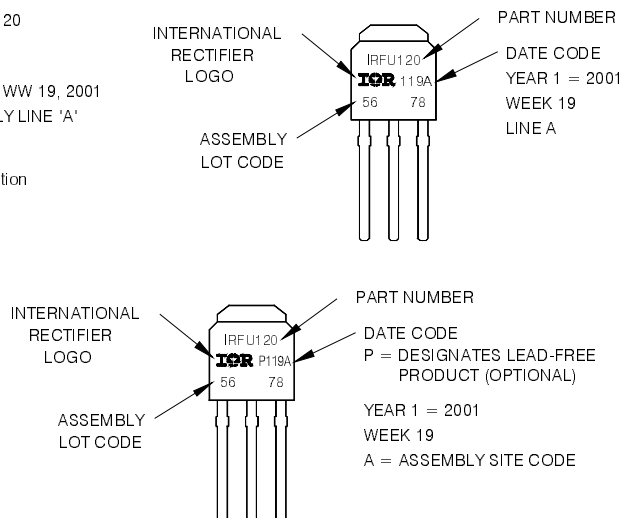 20
WW 19, 2001
LY LINE 'A'
tion
INTERNATIONAL
RECTIFIER
LOGO
ASSEMBLY
LOT CODE
IRFU120
IOR 119A
56 78
PART NUMBER
DATE CODE
YEAR 1 = 2001
WEEK 19
LINE A
INTERNATIONAL
RECTIFIER
LOGO
ASSEMBLY
LOT CODE
IRFU120
IOR P119A
56 78
PART NUMBER
DATE CODE
P = DESIGNATES LEAD-FREE
PRODUCT (OPTIONAL)
YEAR 1 = 2001
WEEK 19
A = ASSEMBLY SITE CODE